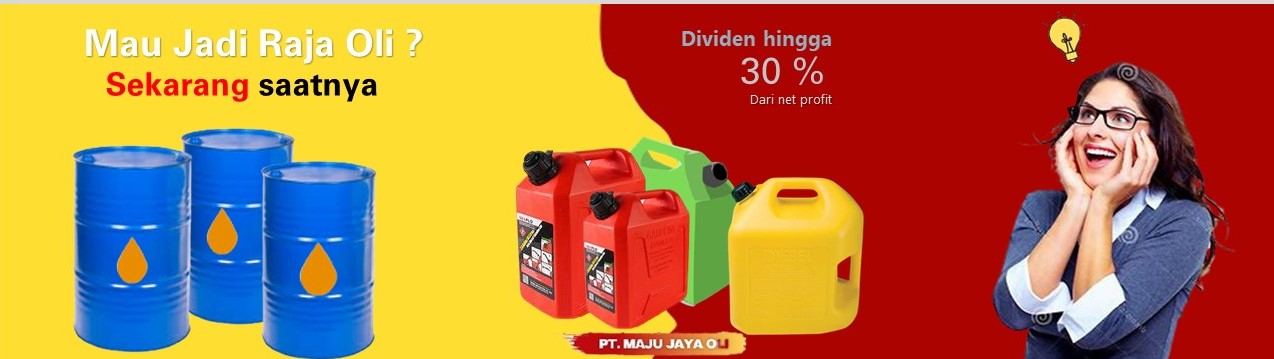 Mau Jadi Raja Oli ?
Sekarang saatnya
Dividen hingga
30 %
Dari net profit
PT. MAJU JAYA OLI